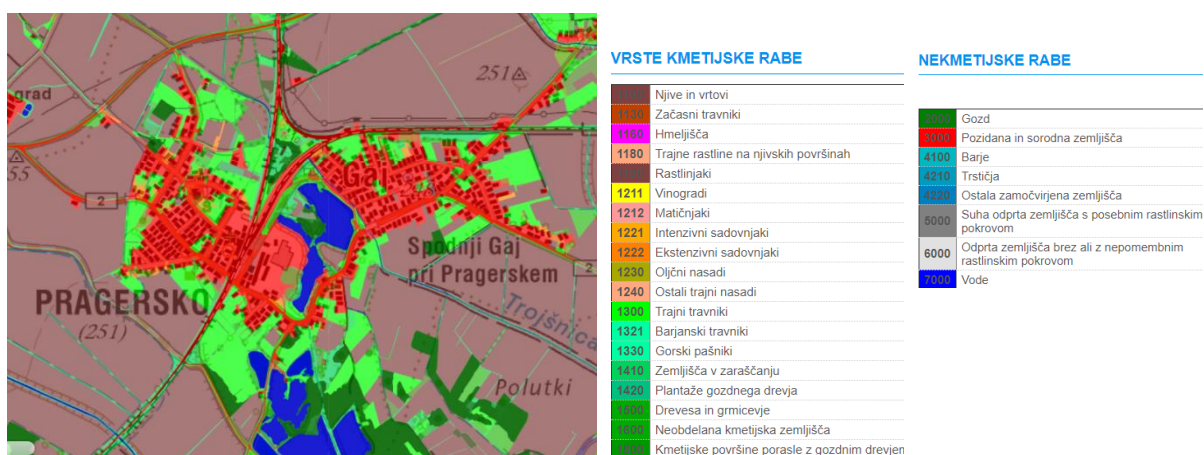 251
grad
55
2
Gaj
S
Spodnji Gaj
pri Pragerskem
2
PRAGERSKO
(251)
Trojšnica
Polutki
VRSTE KMETIJSKE RABE
Njive in vrtovi
1130 Začasni travniki
1160 Hmeljišča
1180 Trajne rastline na njivskih površinah
Rastlinjaki
1211 Vinogradi
1212 Matičnjaki
1221 Intenzivni sadovnjaki
1222 Ekstenzivni sadovnjaki
1230 Oljčni nasadi
1240 Ostali trajni nasadi
1300 Trajni travniki
1321 Barjanski travniki
1330 Gorski pašniki
1410 Zemljišča v zaraščanju
1420 Plantaže gozdnega drevja
1500 Drevesa in grmicevje
1600 Neobdelana kmetijska zemljišča
Kmetijske površine porasle z gozdnim drevjen
NEKMETIJSKE RABE
2000 Gozd
3000 Pozidana in sorodna zemljišča
4100 Barje
4210 Trstičja
4220 Ostala zamočvirjena zemljišča
5000 Suha odprta zemljišča s posebnim rastlinskim
pokrovom
6000 Odprta zemljišča brez ali z nepomembnim
rastlinskim pokrovom
7000 Vode